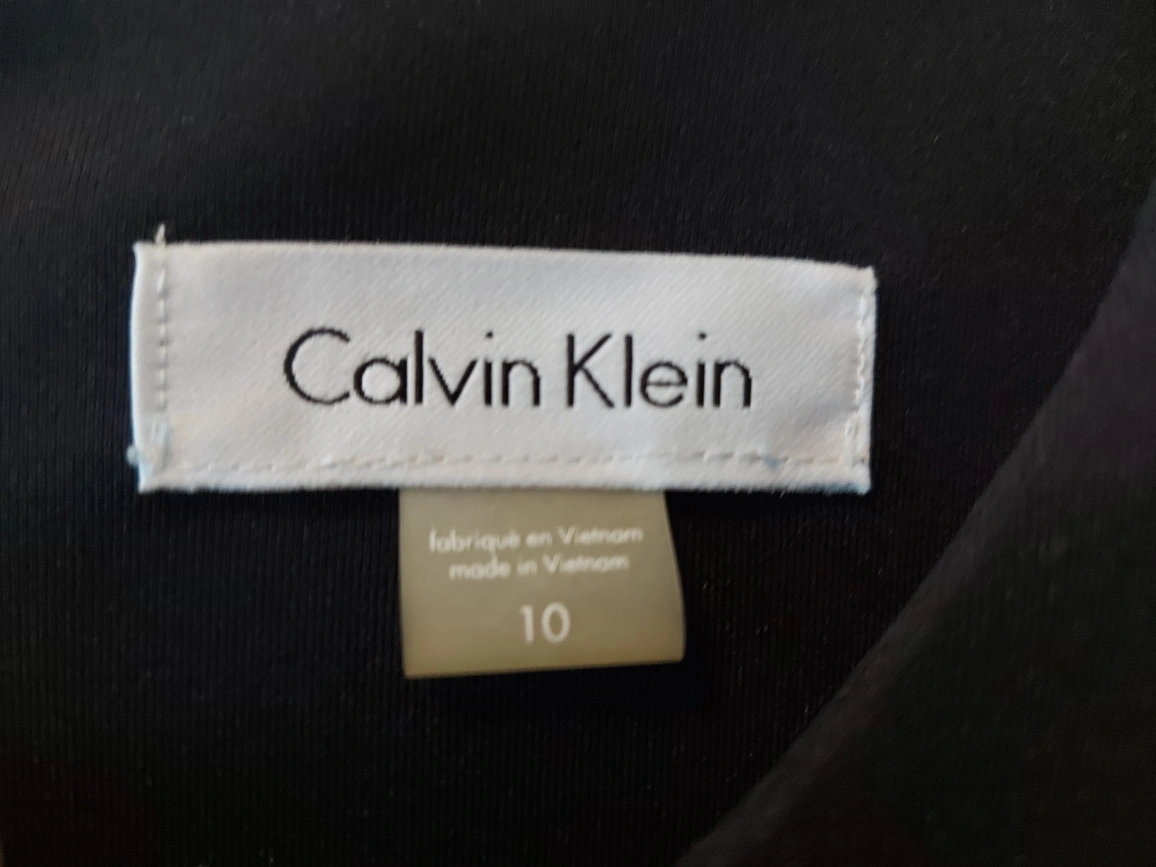 Calvin Klein
fabriqué en Vietnam
made in Vietnam
10